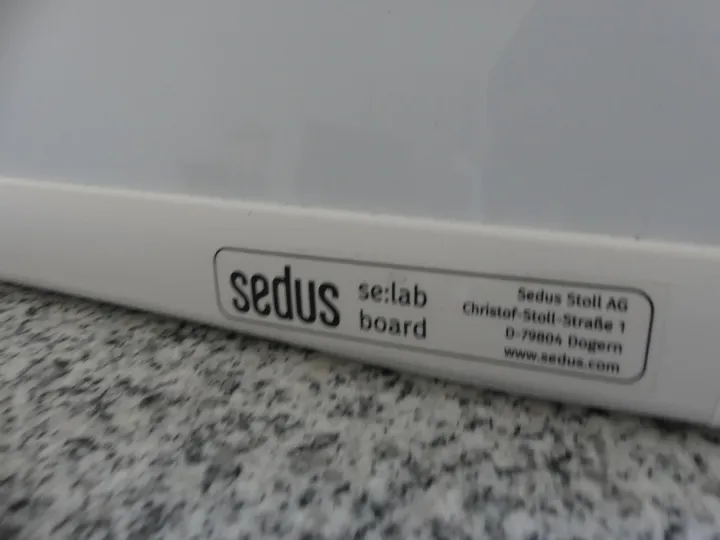 sedus
se:lab
board
Sedus Stoll AG
Christof-Stoll-Straße 1
D-79804 Dogern
www.sedus.com